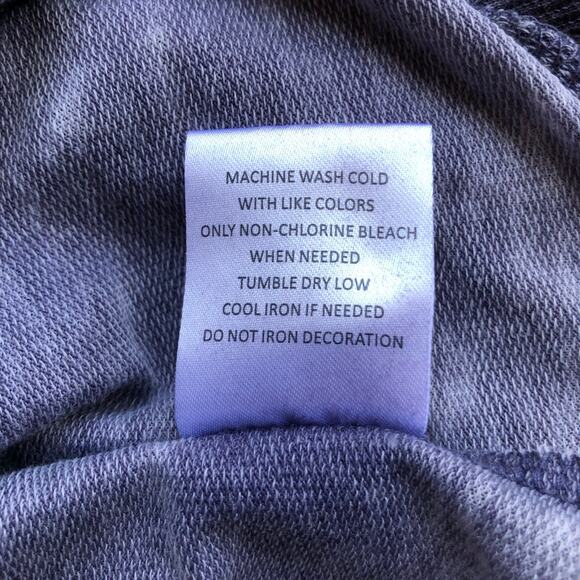 MACHINE WASH COLD
WITH LIKE COLORS
ONLY NON-CHLORINE BLEACH
WHEN NEEDED
TUMBLE DRY LOW
COOL IRON IF NEEDED
DO NOT IRON DECORATION